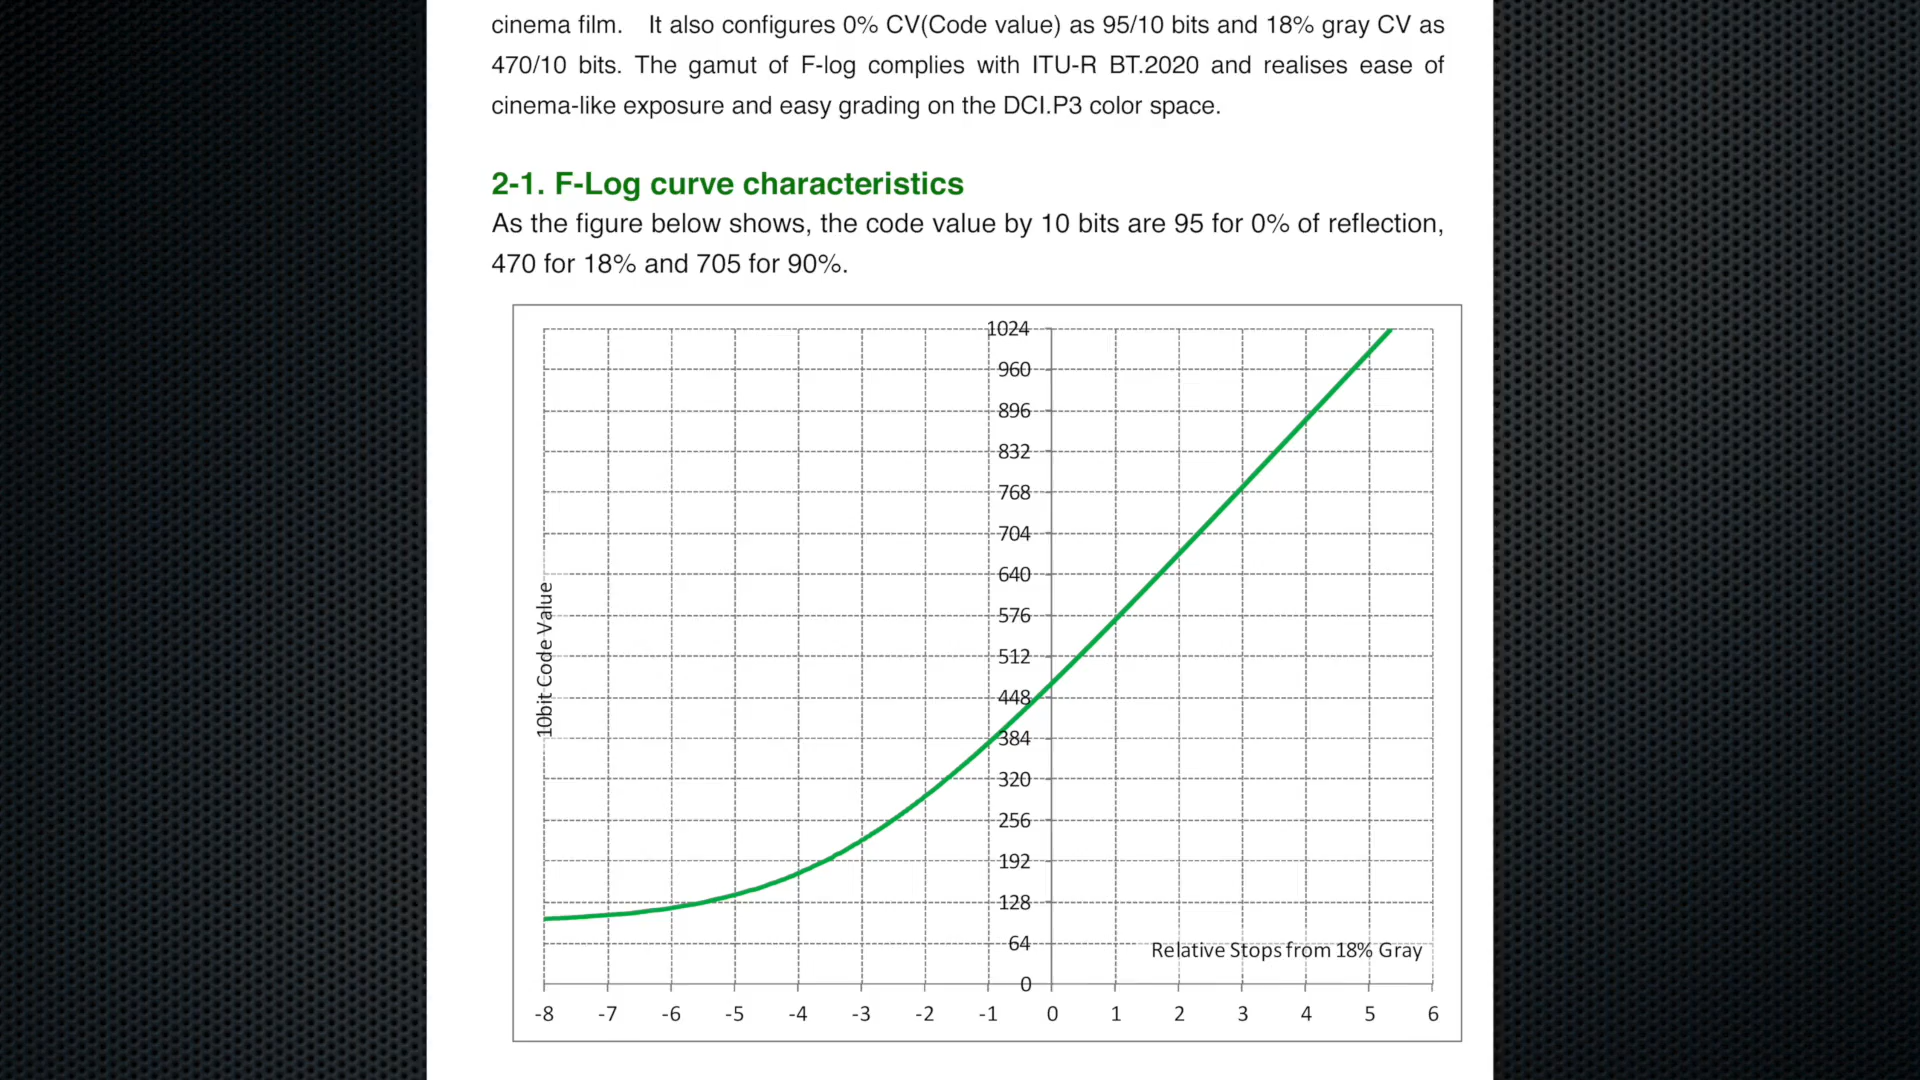 cinema film. It also configures 0% CV(Code value) as 95/10 bits and 18% gray CV as
470/10 bits. The gamut of F-log complies with ITU-R BT.2020 and realises ease of
cinema-like exposure and easy grading on the DCI.P3 color space.
2-1. F-Log curve characteristics
As the figure below shows, the code value by 10 bits are 95 for 0% of reflection,
470 for 18% and 705 for 90%.
1024
960
896
832
768
704
640
576
512
448
384
320
256
192
128
64
0
10bit Code Value
Relative Stops from 18% Gray
-8 -7 -6 -5 -4 -3 -2 -1 0 1 2 3 4 5 6